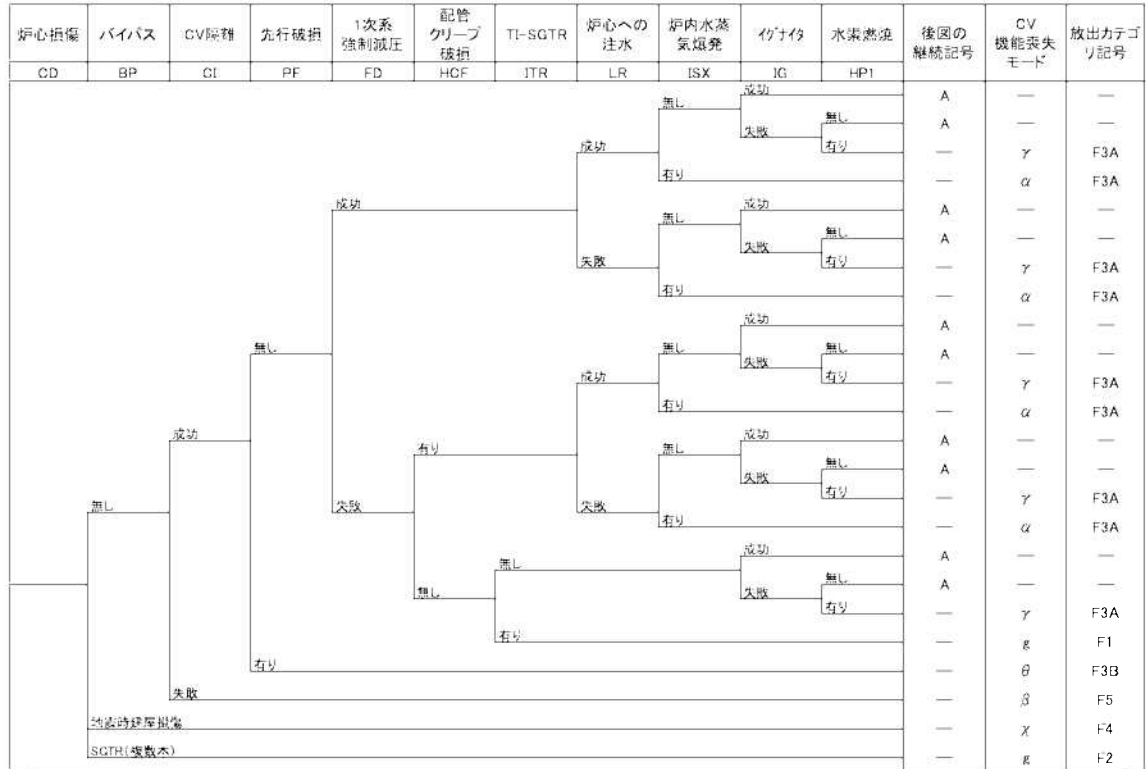 炉心損傷 バイパス CV隔離 先行破損 1次系強制減圧 配管クリープ破損 TI-SGTR 炉心への注水 炉内水蒸気爆発 イグナイタ 水素燃焼 後図の継続記号 CV機能喪失モード 放出カテゴリ記号
CD BP CI PF FD HCF ITR LR ISX IG HP1
成功 A — —
無し
無し A — —
失敗
成功 有り — γ F3A
有り — α F3A
成功 成功 A — —
無し
無し A — —
失敗
失敗 有り — γ F3A
有り — α F3A
成功 A — —
無し 無し 無し A — —
失敗
成功 有り — γ F3A
有り — α F3A
成功 有り 成功 A — —
無し
無し A — —
失敗
無し 失敗 失敗 有り — γ F3A
有り — α F3A
成功 A — —
無し
無し A — —
無し 失敗
有り — γ F3A
有り — g F1
有り — θ F3B
失敗 — β F5
地震時建屋損傷 — χ F4
SGTR(複数本) — g F2